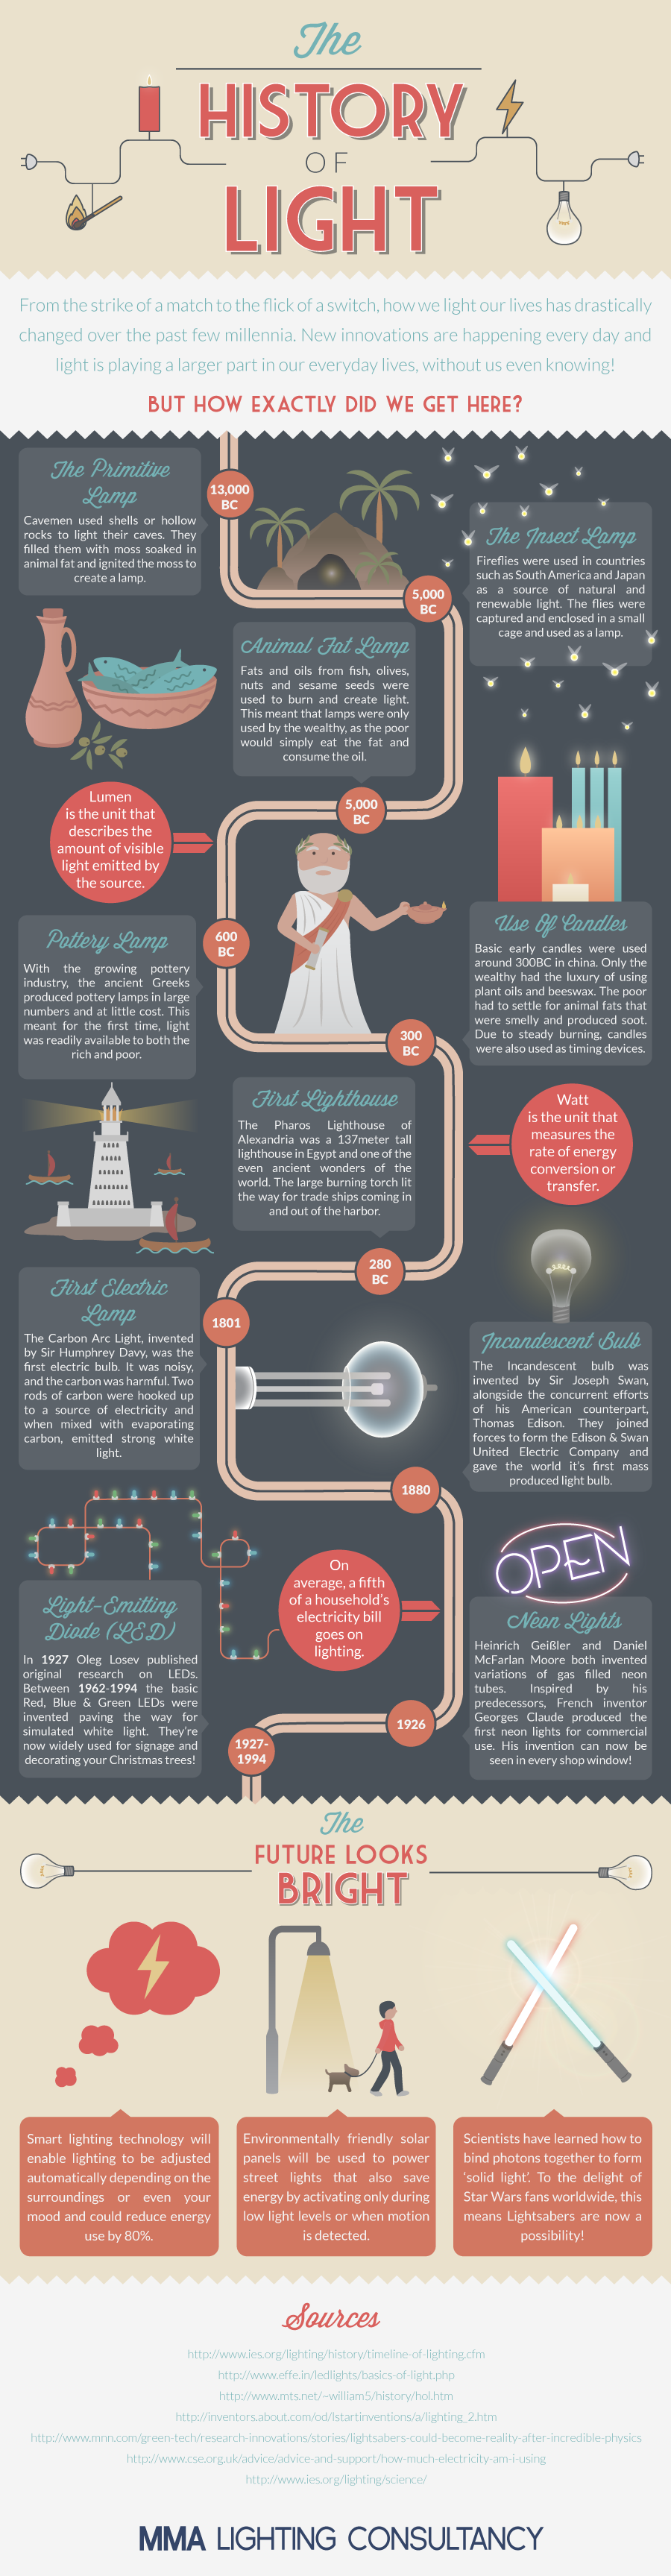 The
HISTORY
OF
LIGHT
From the strike of a match to the flick of a switch, how we light our lives has drastically
changed over the past few millennia. New innovations are happening every day and
light is playing a larger part in our everyday lives, without us even knowing!
BUT HOW EXACTLY DID WE GET HERE?
The Primitive
Lamp
Cavemen used shells or hollow
rocks to light their caves. They
filled them with moss soaked in
animal fat and ignited the moss to
create a lamp.
13,000
BC
The Insect Lamp
Fireflies were used in countries
such as South America and Japan
as a source of natural and
renewable light. The flies were
captured and enclosed in a small
cage and used as a lamp.
5,000
BC
Animal Fat Lamp
Fats and oils from fish, olives,
nuts and sesame seeds were
used to burn and create light.
This meant that lamps were only
used by the wealthy, as the poor
would simply eat the fat and
consume the oil.
5,000
BC
Lumen
is the unit that
describes the
amount of visible
light emitted by
the source.
Pottery Lamp
With the growing pottery
industry, the ancient Greeks
produced pottery lamps in large
numbers and at little cost. This
meant for the first time, light
was readily available to both the
rich and poor.
600
BC
Use Of Candles
Basic early candles were used
around 300BC in china. Only the
wealthy had the luxury of using
plant oils and beeswax. The poor
had to settle for animal fats that
were smelly and produced soot.
Due to steady burning, candles
were also used as timing devices.
300
BC
First Lighthouse
The Pharos Lighthouse of
Alexandria was a 137meter tall
lighthouse in Egypt and one of the
even ancient wonders of the
world. The large burning torch lit
the way for trade ships coming in
and out of the harbor.
Watt
is the unit that
measures the
rate of energy
conversion or
transfer.
280
BC
First Electric
Lamp
The Carbon Arc Light, invented
by Sir Humphrey Davy, was the
first electric bulb. It was noisy,
and the carbon was harmful. Two
rods of carbon were hooked up
to a source of electricity and
when mixed with evaporating
carbon, emitted strong white
light.
1801
Incandescent Bulb
The Incandescent bulb was
invented by Sir Joseph Swan,
alongside the concurrent efforts
of his American counterpart,
Thomas Edison. They joined
forces to form the Edison & Swan
United Electric Company and
gave the world it's first mass
produced light bulb.
1880
OPEN
On
average, a fifth
of a household's
electricity bill
goes on
lighting.
Neon Lights
Heinrich Geißler and Daniel
McFarlan Moore both invented
variations of gas filled neon
tubes. Inspired by his
predecessors, French inventor
Georges Claude produced the
first neon lights for commercial
use. His invention can now be
seen in every shop window!
1926
Light-Emitting
Diode (LED)
In 1927 Oleg Losev published
original research on LEDs.
Between 1962-1994 the basic
Red, Blue & Green LEDs were
invented paving the way for
simulated white light. They're
now widely used for signage and
decorating your Christmas trees!
1927-
1994
The
FUTURE LOOKS
BRIGHT
Smart lighting technology will
enable lighting to be adjusted
automatically depending on the
surroundings or even your
mood and could reduce energy
use by 80%.
Environmentally friendly solar
panels will be used to power
street lights that also save
energy by activating only during
low light levels or when motion
is detected.
Scientists have learned how to
bind photons together to form
'solid light'. To the delight of
Star Wars fans worldwide, this
means Lightsabers are now a
possibility!
Sources
http://www.ies.org/lighting/history/timeline-of-lighting.cfm
http://www.effe.in/ledlights/basics-of-light.php
http://www.mts.net/~william5/history/hol.htm
http://inventors.about.com/od/lstartinventions/a/lighting_2.htm
http://www.mnn.com/green-tech/research-innovations/stories/lightsabers-could-become-reality-after-incredible-physics
http://www.cse.org.uk/advice/advice-and-support/how-much-electricity-am-i-using
http://www.ies.org/lighting/science/
MMA LIGHTING CONSULTANCY